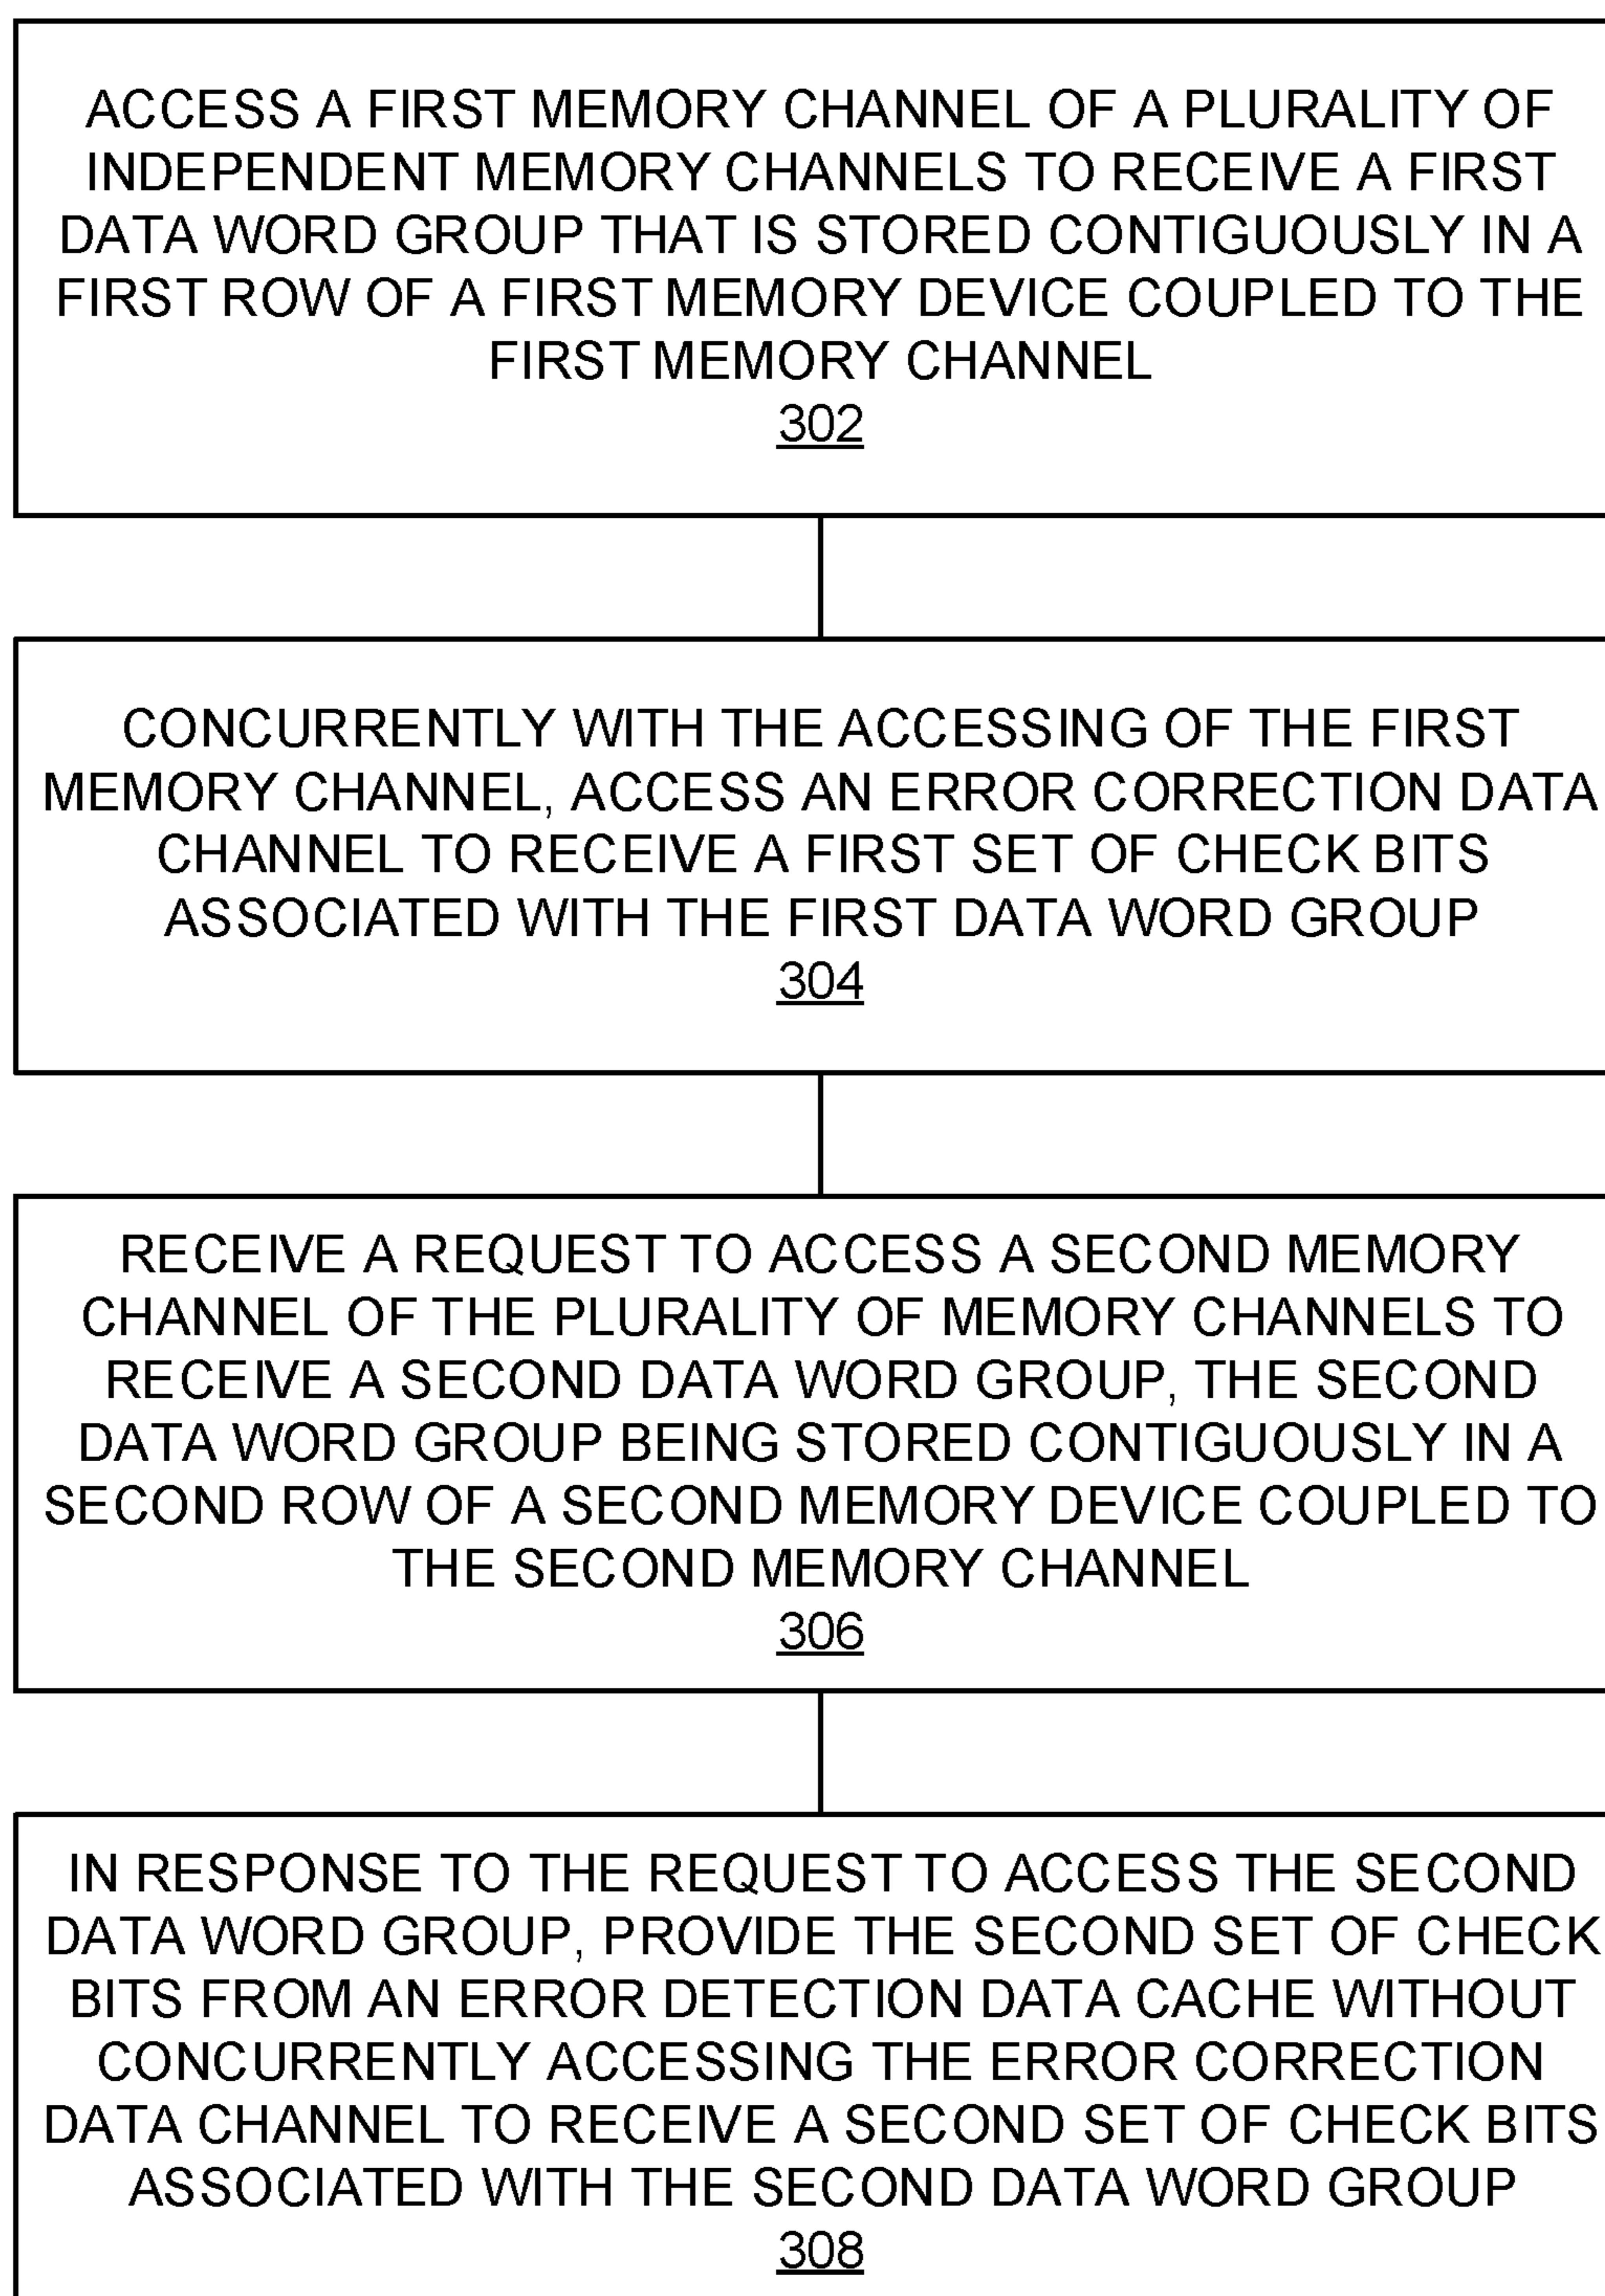 ACCESS A FIRST MEMORY CHANNEL OF A PLURALITY OF
INDEPENDENT MEMORY CHANNELS TO RECEIVE A FIRST
DATA WORD GROUP THAT IS STORED CONTIGUOUSLY IN A
FIRST ROW OF A FIRST MEMORY DEVICE COUPLED TO THE
FIRST MEMORY CHANNEL
302
CONCURRENTLY WITH THE ACCESSING OF THE FIRST
MEMORY CHANNEL, ACCESS AN ERROR CORRECTION DATA
CHANNEL TO RECEIVE A FIRST SET OF CHECK BITS
ASSOCIATED WITH THE FIRST DATA WORD GROUP
304
RECEIVE A REQUEST TO ACCESS A SECOND MEMORY
CHANNEL OF THE PLURALITY OF MEMORY CHANNELS TO
RECEIVE A SECOND DATA WORD GROUP, THE SECOND
DATA WORD GROUP BEING STORED CONTIGUOUSLY IN A
SECOND ROW OF A SECOND MEMORY DEVICE COUPLED TO
THE SECOND MEMORY CHANNEL
306
IN RESPONSE TO THE REQUEST TO ACCESS THE SECOND
DATA WORD GROUP, PROVIDE THE SECOND SET OF CHECK
BITS FROM AN ERROR DETECTION DATA CACHE WITHOUT
CONCURRENTLY ACCESSING THE ERROR CORRECTION
DATA CHANNEL TO RECEIVE A SECOND SET OF CHECK BITS
ASSOCIATED WITH THE SECOND DATA WORD GROUP
308